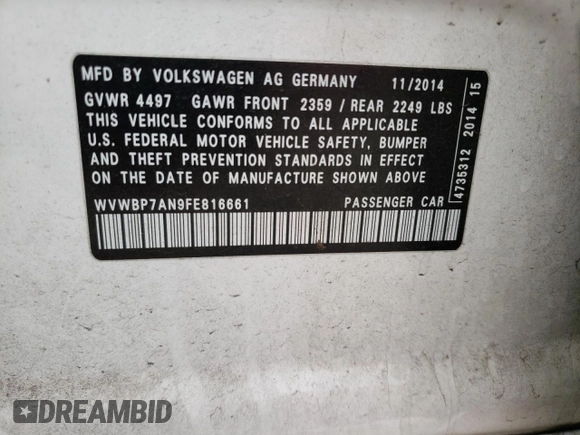 MFD BY VOLKSWAGEN AG GERMANY 11/2014
GVWR 4497 GAWR FRONT 2359 / REAR 2249 LBS
THIS VEHICLE CONFORMS TO ALL APPLICABLE
U.S. FEDERAL MOTOR VEHICLE SAFETY, BUMPER
AND THEFT PREVENTION STANDARDS IN EFFECT
ON THE DATE OF MANUFACTURE SHOWN ABOVE
WVWBP7AN9FE816661 PASSENGER CAR
4735312 2014 15
DREAMBID